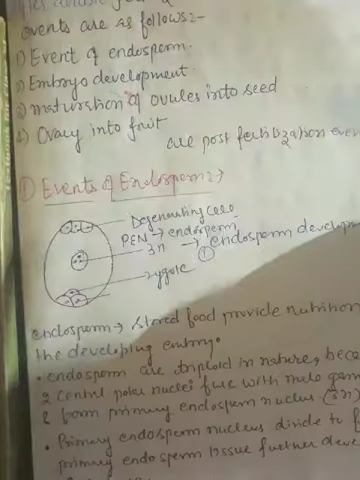 events are as follows:-
1) Event of endosperm.
2) Embryo development.
3) maturation of ovules into seed
4) Ovary into fruit
are post fertilization even
① Events of Endosperm:→
Degenerating cell
PEN → endosperm
3n → endosperm develop
①
zygote
endosperm → stored food provide nutrition
the developing embryo.
• endosperm are triploid in nature, beca
2 central polar nuclei fuse with male gam
& form primary endosperm nucleus (3n)
• Primary endosperm nucleus divide to f
primary endosperm tissue further deve